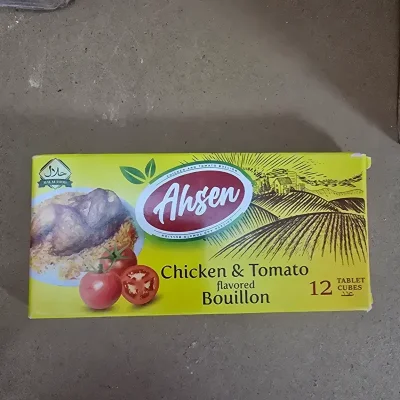 حلال
Ahsen
Chicken & Tomato
flavored
Bouillon
12 TABLET
CUBES